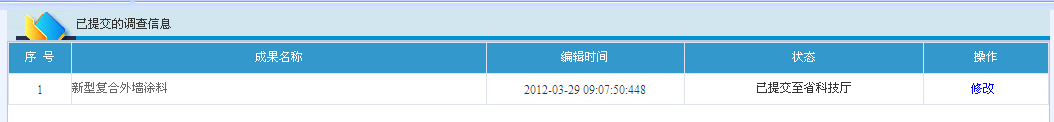 已提交的调查信息
序 号 成果名称 编辑时间 状态 操作
1 新型复合外墙涂料 2012-03-29 09:07:50:448 已提交至省科技厅 修改